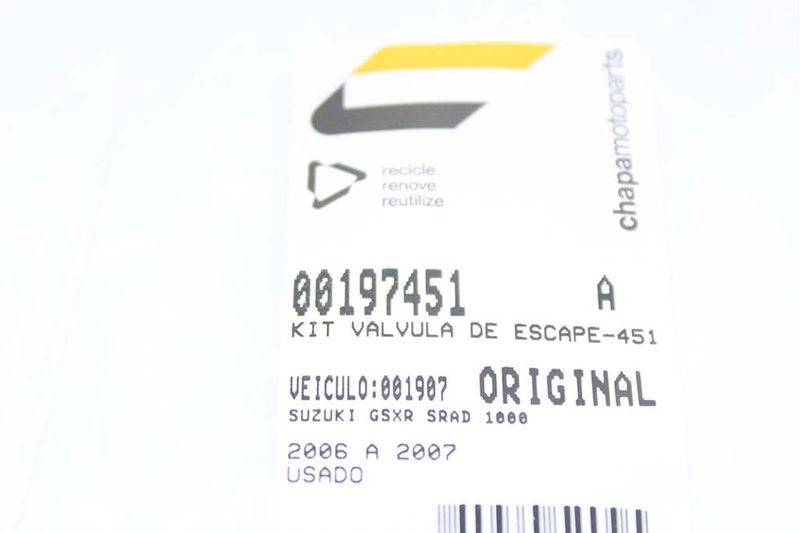 chapamotoparts
recicle
renove
reutilize
00197451 A
KIT VALVULA DE ESCAPE-451
VEICULO:001907 ORIGINAL
SUZUKI GSXR SRAD 1000
2006 A 2007
USADO